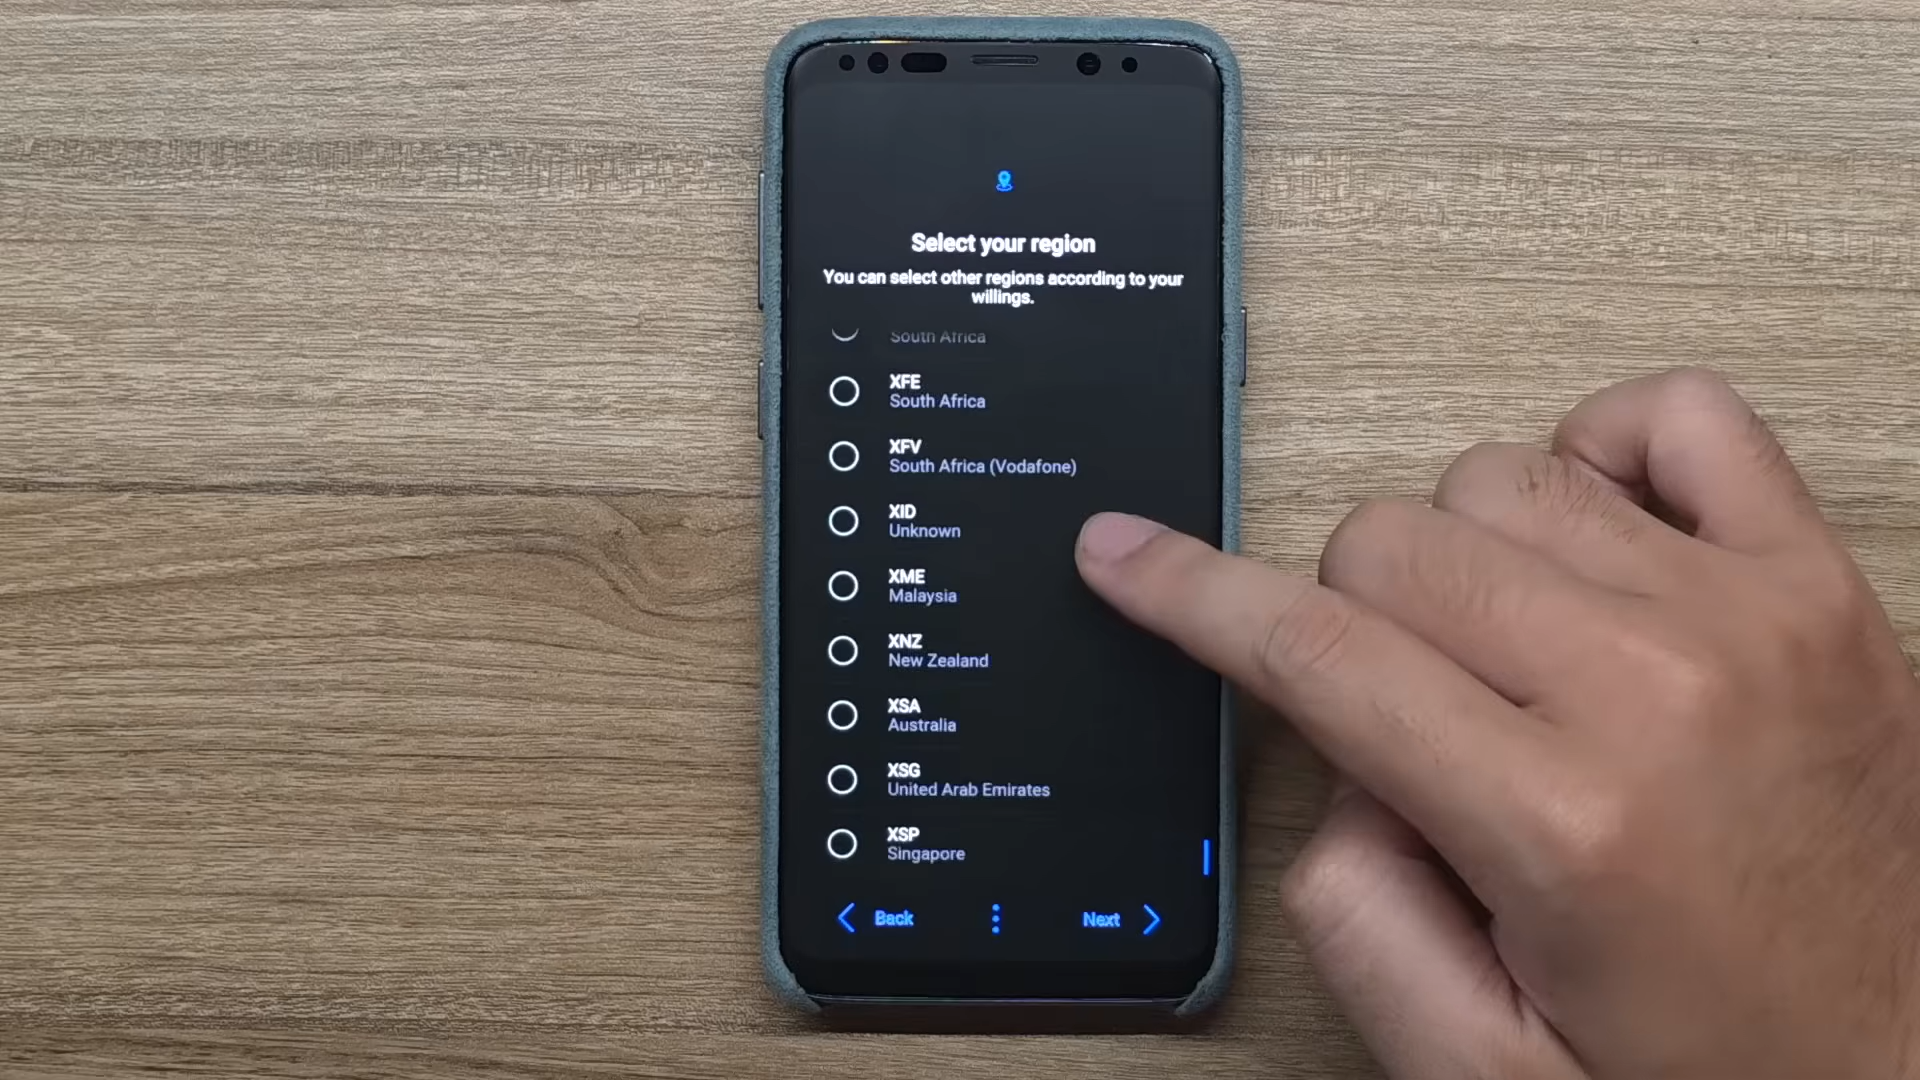 Select your region
You can select other regions according to your
willings.
South Africa
XFE
South Africa
XFV
South Africa (Vodafone)
XID
Unknown
XME
Malaysia
XNZ
New Zealand
XSA
Australia
XSG
United Arab Emirates
XSP
Singapore
Back
Next